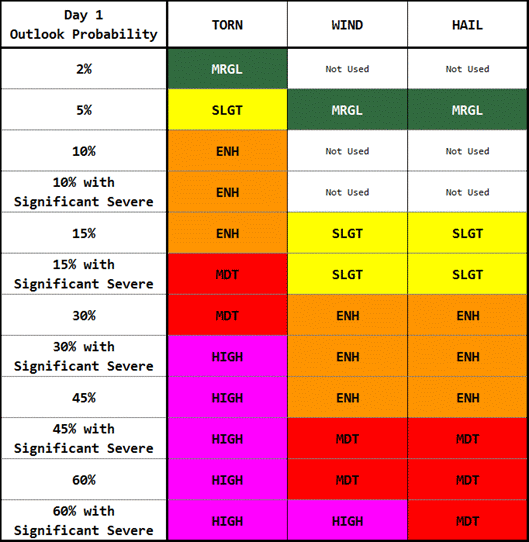 Day 1
Outlook Probability TORN WIND HAIL
2% MRGL Not Used Not Used
5% SLGT MRGL MRGL
10% ENH Not Used Not Used
10% with
Significant Severe ENH Not Used Not Used
15% ENH SLGT SLGT
15% with
Significant Severe MDT SLGT SLGT
30% MDT ENH ENH
30% with
Significant Severe HIGH ENH ENH
45% HIGH ENH ENH
45% with
Significant Severe HIGH MDT MDT
60% HIGH MDT MDT
60% with
Significant Severe HIGH HIGH MDT